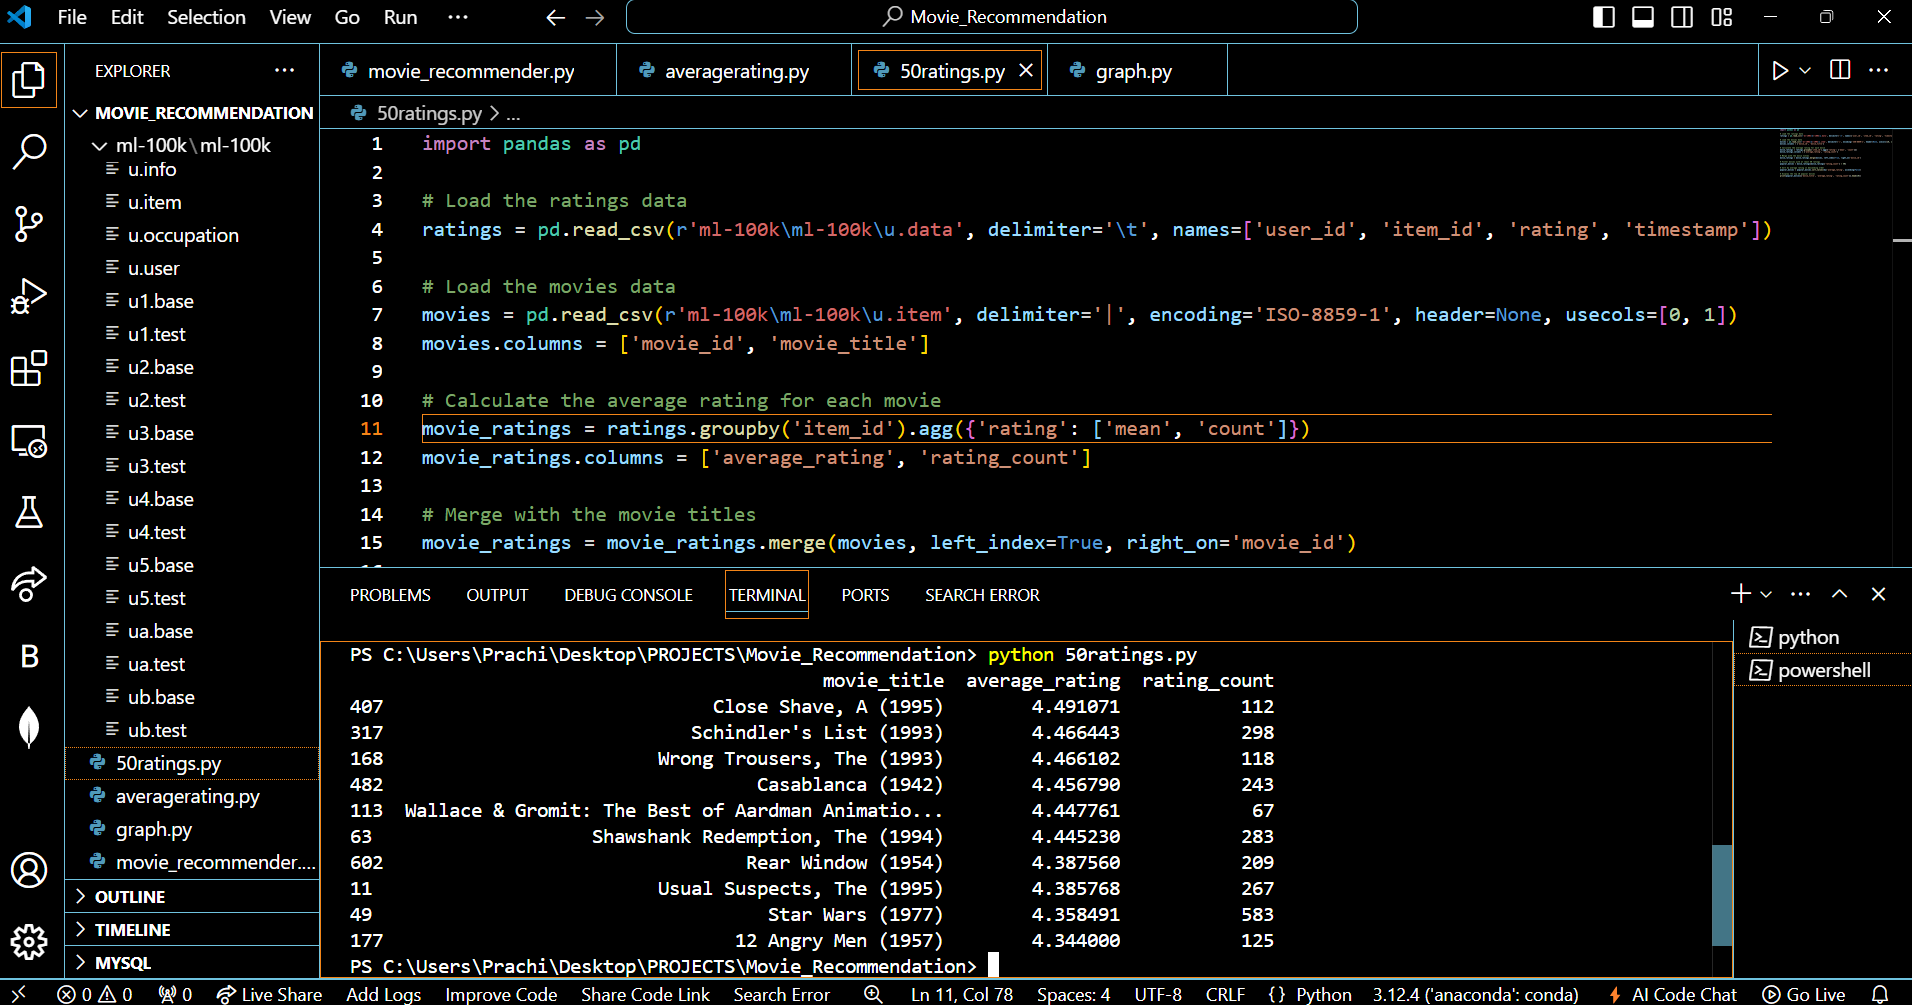 File Edit Selection View Go Run ···
Movie_Recommendation
EXPLORER ···
MOVIE_RECOMMENDATION
ml-100k\ml-100k
u.info
u.item
u.occupation
u.user
u1.base
u1.test
u2.base
u2.test
u3.base
u3.test
u4.base
u4.test
u5.base
u5.test
ua.base
ua.test
ub.base
ub.test
50ratings.py
averagerating.py
graph.py
movie_recommender....
OUTLINE
TIMELINE
MYSQL
B
movie_recommender.py averagerating.py 50ratings.py graph.py
50ratings.py > ...
1 import pandas as pd
2
3 # Load the ratings data
4 ratings = pd.read_csv(r'ml-100k\ml-100k\u.data', delimiter='\t', names=['user_id', 'item_id', 'rating', 'timestamp'])
5
6 # Load the movies data
7 movies = pd.read_csv(r'ml-100k\ml-100k\u.item', delimiter='|', encoding='ISO-8859-1', header=None, usecols=[0, 1])
8 movies.columns = ['movie_id', 'movie_title']
9
10 # Calculate the average rating for each movie
11 movie_ratings = ratings.groupby('item_id').agg({'rating': ['mean', 'count']})
12 movie_ratings.columns = ['average_rating', 'rating_count']
13
14 # Merge with the movie titles
15 movie_ratings = movie_ratings.merge(movies, left_index=True, right_on='movie_id')
PROBLEMS OUTPUT DEBUG CONSOLE TERMINAL PORTS SEARCH ERROR
python
powershell
PS C:\Users\Prachi\Desktop\PROJECTS\Movie_Recommendation> python 50ratings.py
movie_title average_rating rating_count
407 Close Shave, A (1995) 4.491071 112
317 Schindler's List (1993) 4.466443 298
168 Wrong Trousers, The (1993) 4.466102 118
482 Casablanca (1942) 4.456790 243
113 Wallace & Gromit: The Best of Aardman Animatio... 4.447761 67
63 Shawshank Redemption, The (1994) 4.445230 283
602 Rear Window (1954) 4.387560 209
11 Usual Suspects, The (1995) 4.385768 267
49 Star Wars (1977) 4.358491 583
177 12 Angry Men (1957) 4.344000 125
PS C:\Users\Prachi\Desktop\PROJECTS\Movie_Recommendation>
0 0 0 Live Share Add Logs Improve Code Share Code Link Search Error Ln 11, Col 78 Spaces: 4 UTF-8 CRLF {} Python 3.12.4 ('anaconda': conda) AI Code Chat Go Live